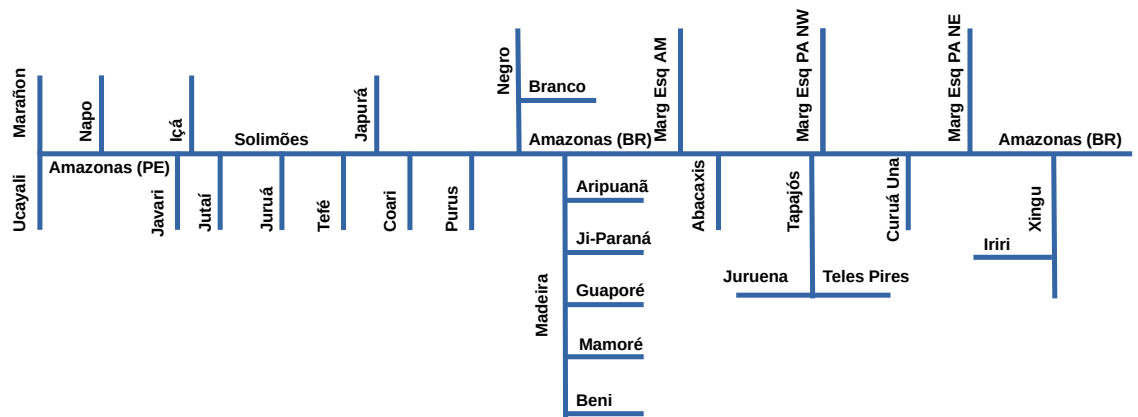 Marañon
Napo
Içá
Solimões
Japurá
Negro
Branco
Amazonas (BR)
Marg Esq AM
Marg Esq PA NW
Marg Esq PA NE
Amazonas (BR)
Amazonas (PE)
Ucayali
Javari
Jutaí
Juruá
Tefé
Coari
Purus
Madeira
Aripuanã
Ji-Paraná
Guaporé
Mamoré
Beni
Abacaxis
Tapajós
Juruena
Teles Pires
Curuá Una
Xingu
Iriri